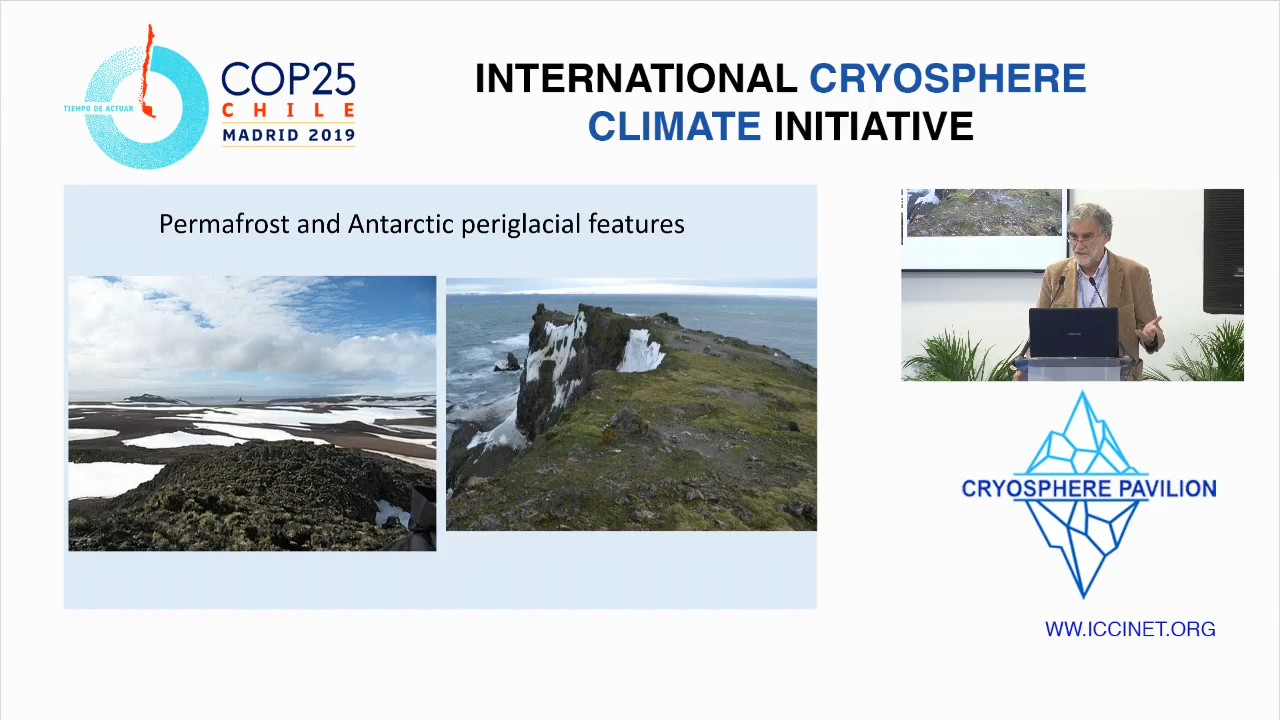 TIEMPO DE ACTUAR
COP25
CHILE
MADRID 2019
INTERNATIONAL CRYOSPHERE
CLIMATE INITIATIVE
Permafrost and Antarctic periglacial features
CRYOSPHERE PAVILION
WW.ICCINET.ORG